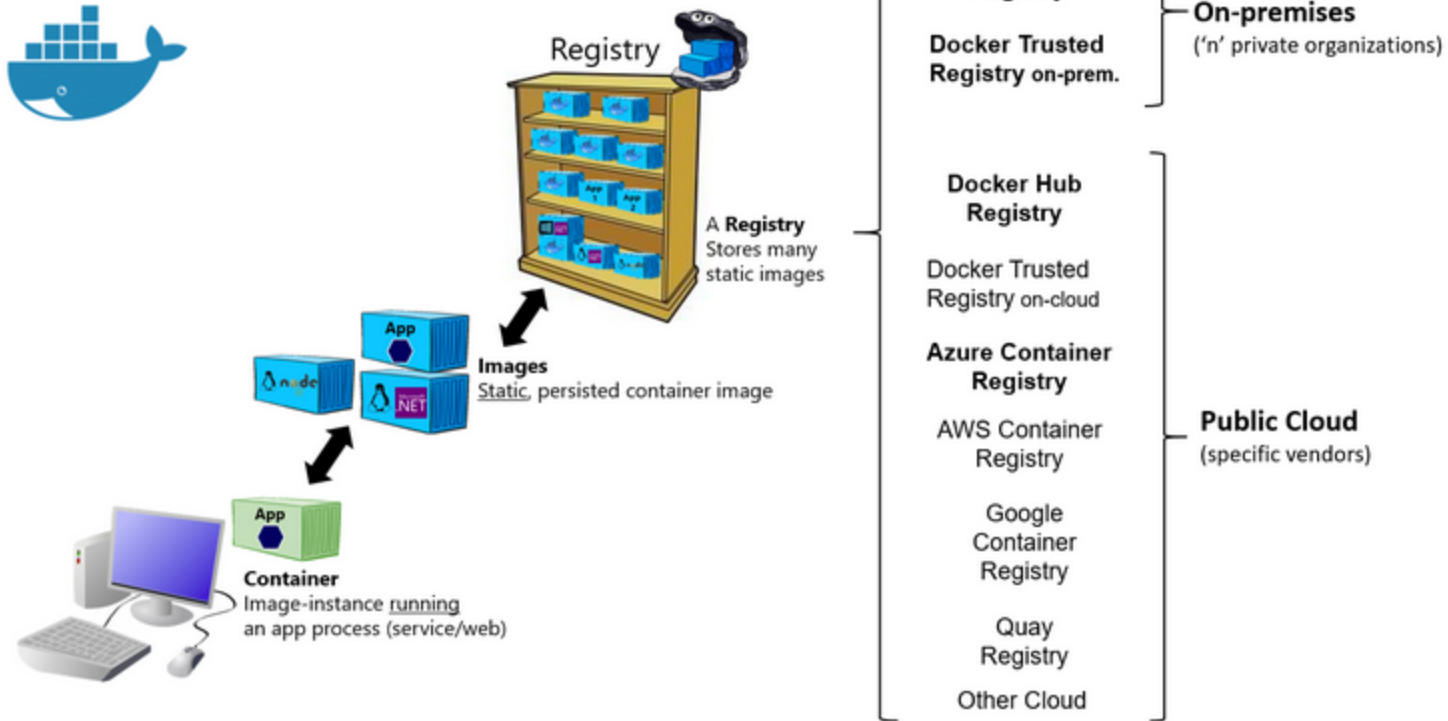 Registry
App
1
App
2
.NET
A Registry
Stores many
static images
App
node
Microsoft
.NET
Images
Static, persisted container image
App
Container
Image-instance running
an app process (service/web)
Docker Trusted
Registry on-prem.
On-premises
(‘n’ private organizations)
Docker Hub
Registry
Docker Trusted
Registry on-cloud
Azure Container
Registry
AWS Container
Registry
Google
Container
Registry
Quay
Registry
Other Cloud
Public Cloud
(specific vendors)